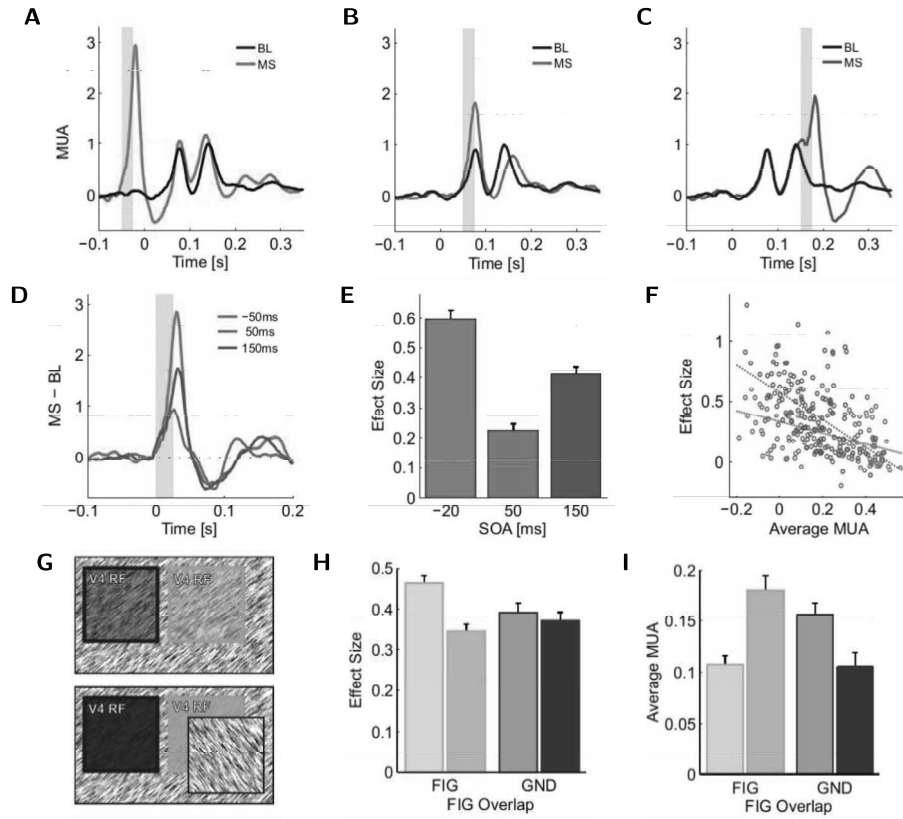 A
3
2
1
0
MUA
BL
MS
−0.1
0
0.1
0.2
0.3
Time [s]
B
3
2
1
0
BL
MS
−0.1
0
0.1
0.2
0.3
Time [s]
C
3
2
1
0
BL
MS
−0.1
0
0.1
0.2
0.3
Time [s]
D
3
2
1
0
MS − BL
−50ms
50ms
150ms
−0.1
0
0.1
0.2
Time [s]
E
0.6
0.5
0.4
0.3
0.2
0.1
0
Effect Size
−20
50
150
SOA [ms]
F
1
0.5
0
Effect Size
−0.2
0
0.2
0.4
Average MUA
G
V4 RF
V4 RF
V4 RF
V4 RF
H
0.5
0.4
0.3
0.4
0.3
0
Effect Size
FIG
GND
FIG Overlap
I
0.2
0.15
0.1
0.05
0
Average MUA
FIG
GND
FIG Overlap